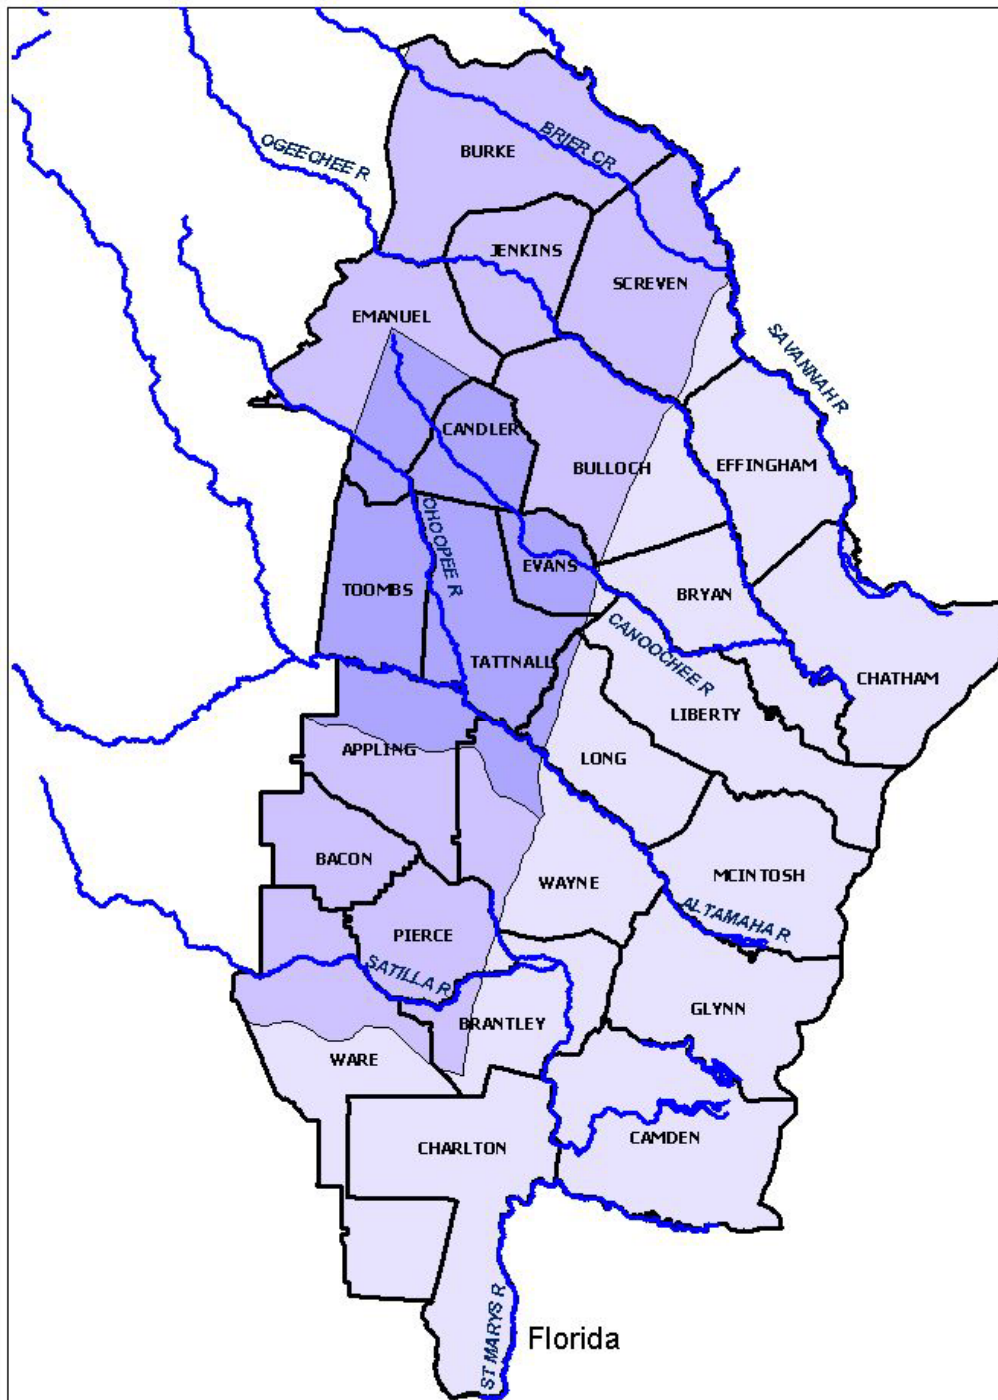 BURKE
BRIER CR
OGEECHEE R
JENKINS
SCREVEN
EMANUEL
SAVANNAH R
CANDLER
BULLOCH
EFFINGHAM
OHOOPEE R
EVANS
TOOMBS
BRYAN
CANOOCHEE R
TATTNALL
CHATHAM
LIBERTY
APPLING
LONG
BACON
WAYNE
MCINTOSH
ALTAMAHA R
PIERCE
SATILLA R
GLYNN
BRANTLEY
WARE
CAMDEN
CHARLTON
ST MARYS R
Florida